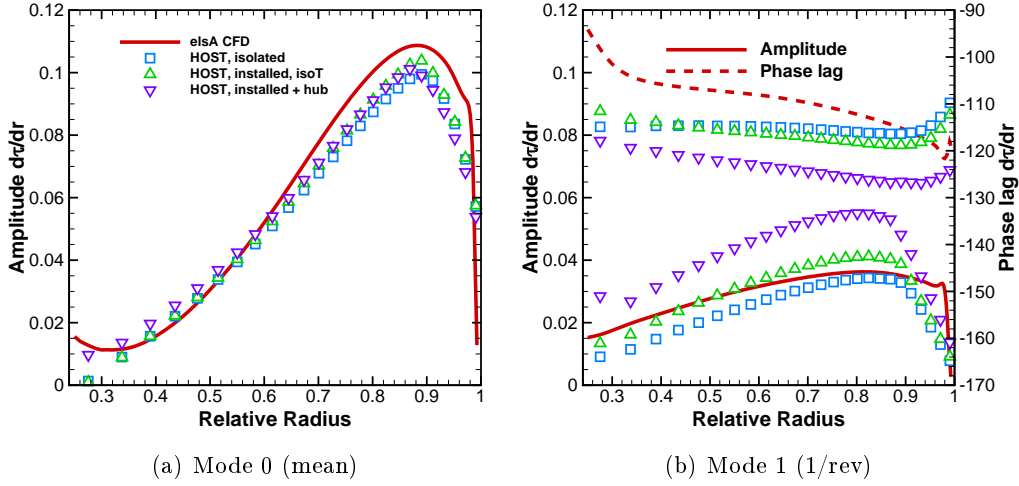 Amplitude dτ/dr
0.12
0.1
0.08
0.06
0.04
0.02
0
elsA CFD
HOST, isolated
HOST, installed, isoT
HOST, installed + hub
0.3 0.4 0.5 0.6 0.7 0.8 0.9 1
Relative Radius
(a) Mode 0 (mean)
Amplitude dτ/dr
0.12
0.1
0.08
0.06
0.04
0.02
0
Amplitude
Phase lag
-90
-100
-110
-120
-130
-140
-150
-160
-170
Phase lag dτ/dr
0.3 0.4 0.5 0.6 0.7 0.8 0.9 1
Relative Radius
(b) Mode 1 (1/rev)